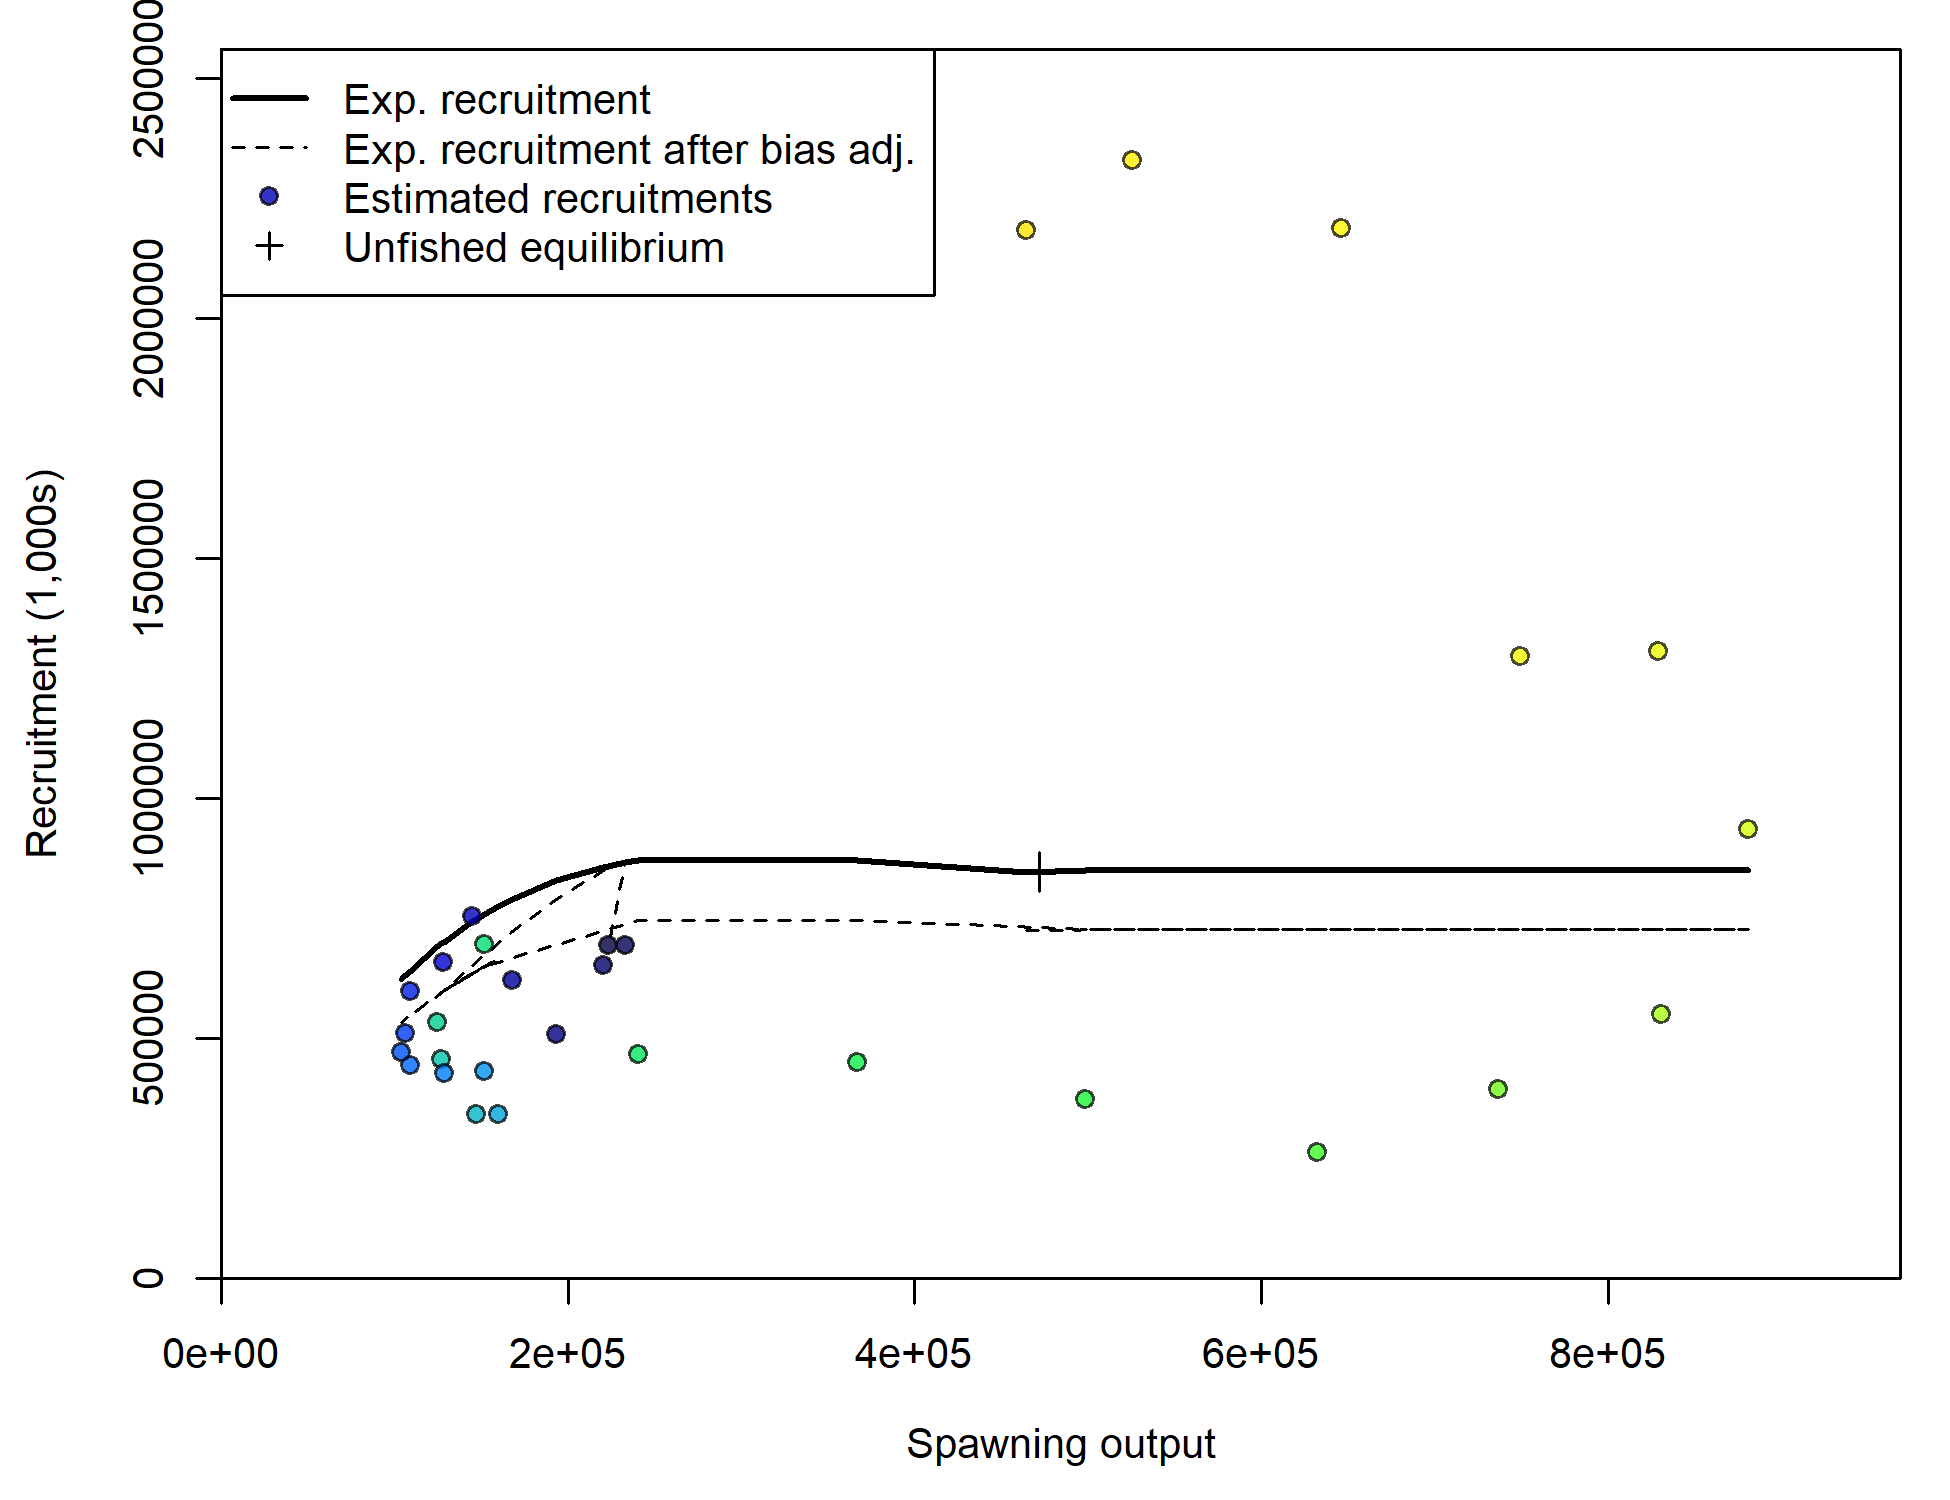 Exp. recruitment
Exp. recruitment after bias adj.
Estimated recruitments
Unfished equilibrium
Recruitment (1,000s)
2500000
2000000
1500000
1000000
500000
0
0e+00 2e+05 4e+05 6e+05 8e+05
Spawning output